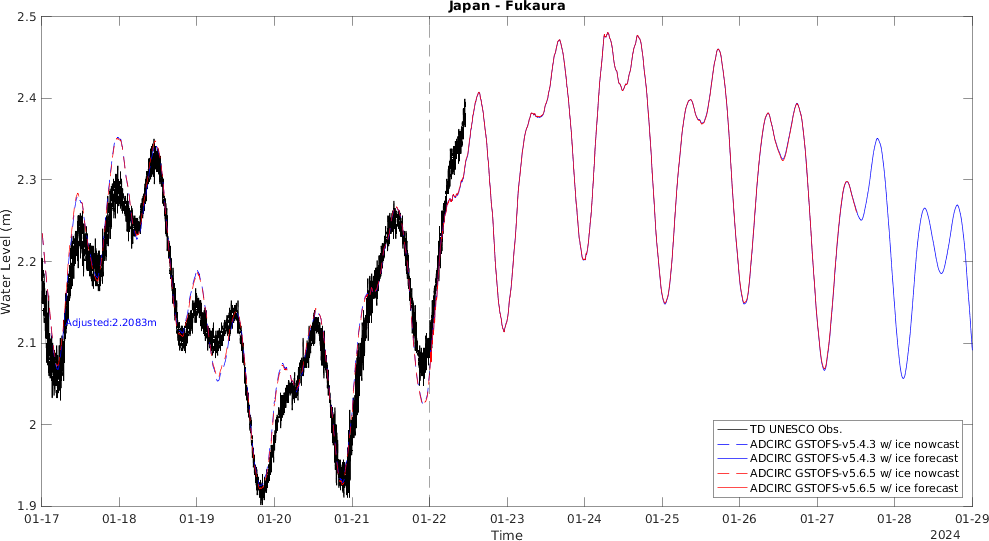 Japan - Fukaura
2.5
2.4
2.3
2.2
2.1
2
1.9
Water Level (m)
Adjusted:2.2083m
TD UNESCO Obs.
ADCIRC GSTOFS-v5.4.3 w/ ice nowcast
ADCIRC GSTOFS-v5.4.3 w/ ice forecast
ADCIRC GSTOFS-v5.6.5 w/ ice nowcast
ADCIRC GSTOFS-v5.6.5 w/ ice forecast
01-17 01-18 01-19 01-20 01-21 01-22 01-23 01-24 01-25 01-26 01-27 01-28 01-29
Time
2024